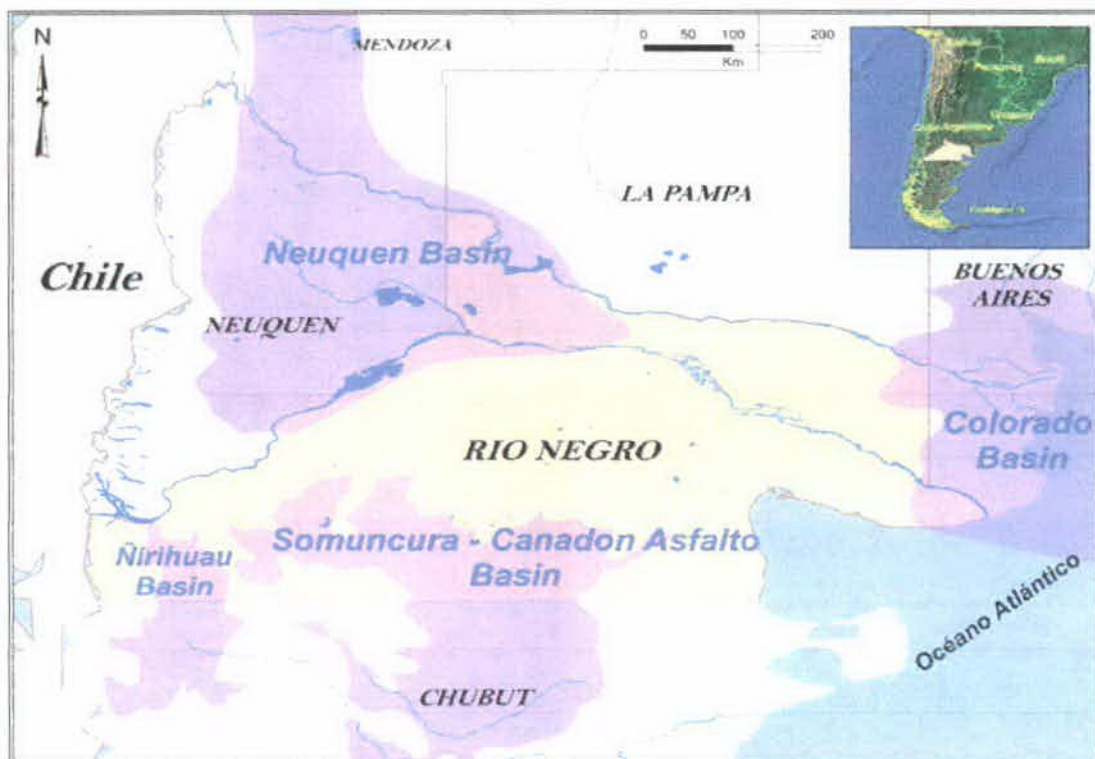 N
MENDOZA
0 50 100 200
Km
LA PAMPA
Neuquen Basin
Chile
BUENOS
AIRES
NEUQUEN
Colorado
Basin
RIO NEGRO
Somuncura - Canadon Asfalto
Basin
Ñirihuau
Basin
Océano Atlántico
CHUBUT